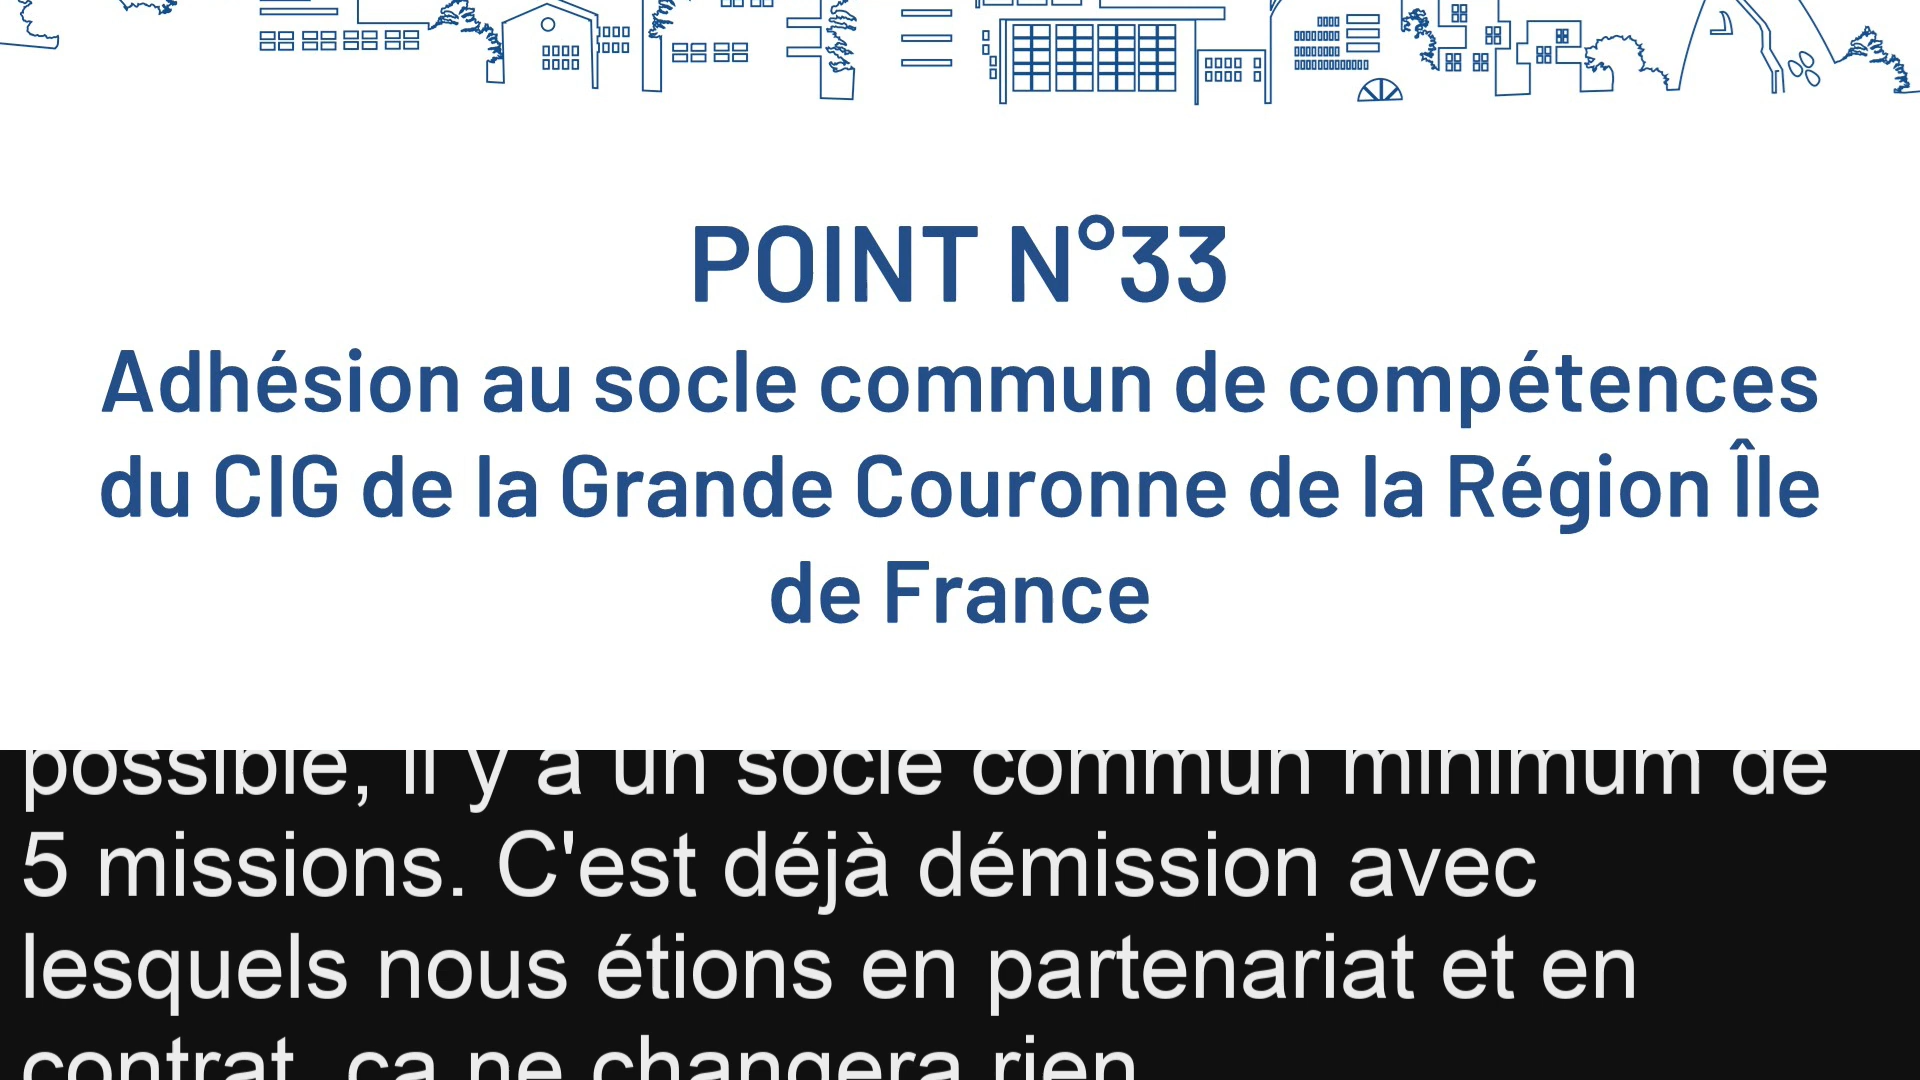 POINT N°33
Adhésion au socle commun de compétences
du CIG de la Grande Couronne de la Région Île
de France
possible, il y a un socle commun minimum de
5 missions. C'est déjà démission avec
lesquels nous étions en partenariat et en
contrat, ça ne changera rien